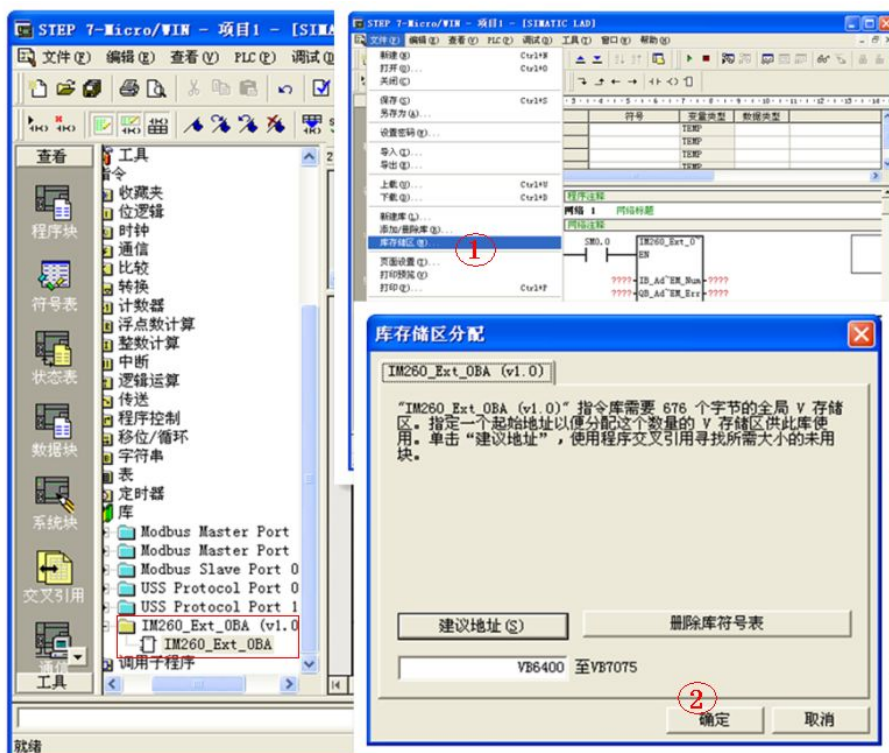 STEP 7-Micro/WIN - 项目1 - [SIMA
文件(F) 编辑(E) 查看(V) PLC(P) 调试(D
查看
程序块
符号表
状态表
数据块
系统块
交叉引用
通信
工具
工具
指令
收藏夹
位逻辑
时钟
通信
比较
转换
计数器
浮点数计算
整数计算
中断
逻辑运算
传送
程序控制
移位/循环
字符串
表
定时器
库
Modbus Master Port
Modbus Master Port
Modbus Slave Port 0
USS Protocol Port 0
USS Protocol Port 1
IM260_Ext_OBA (v1.0
IM260_Ext_OBA
调用子程序
就绪
STEP 7-Micro/WIN - 项目1 - [SIMATIC LAD]
文件(F) 编辑(E) 查看(V) PLC(P) 调试(D) 工具(T) 窗口(W) 帮助(H)
新建(N) Ctrl+N
打开(O)... Ctrl+O
关闭(C)
保存(S) Ctrl+S
另存为(A)...
设置密码(W)...
导入(I)...
导出(E)...
上载(U)... Ctrl+U
下载(D)... Ctrl+D
新建库(L)...
添加/删除库(R)...
库存储区(M)...
①
页面设置(T)...
打印预览(V)
打印(P)... Ctrl+P
符号 变量类型 数据类型
TEMP
TEMP
TEMP
TEMP
程序注释
网络 1 网络标题
网络注释
SM0.0 IM260_Ext_O~
EN
????-IB_Ad~EM_Num-????
????-QB_Ad~EM_Err-????
库存储区分配
IM260_Ext_OBA (v1.0)
"IM260_Ext_OBA (v1.0)" 指令库需要 676 个字节的全局 V 存储
区。指定一个起始地址以便分配这个数量的 V 存储区供此库使
用。单击“建议地址”，使用程序交叉引用寻找所需大小的未用
块。
建议地址(S) 删除库符号表
VB6400 至VB7075
②
确定 取消